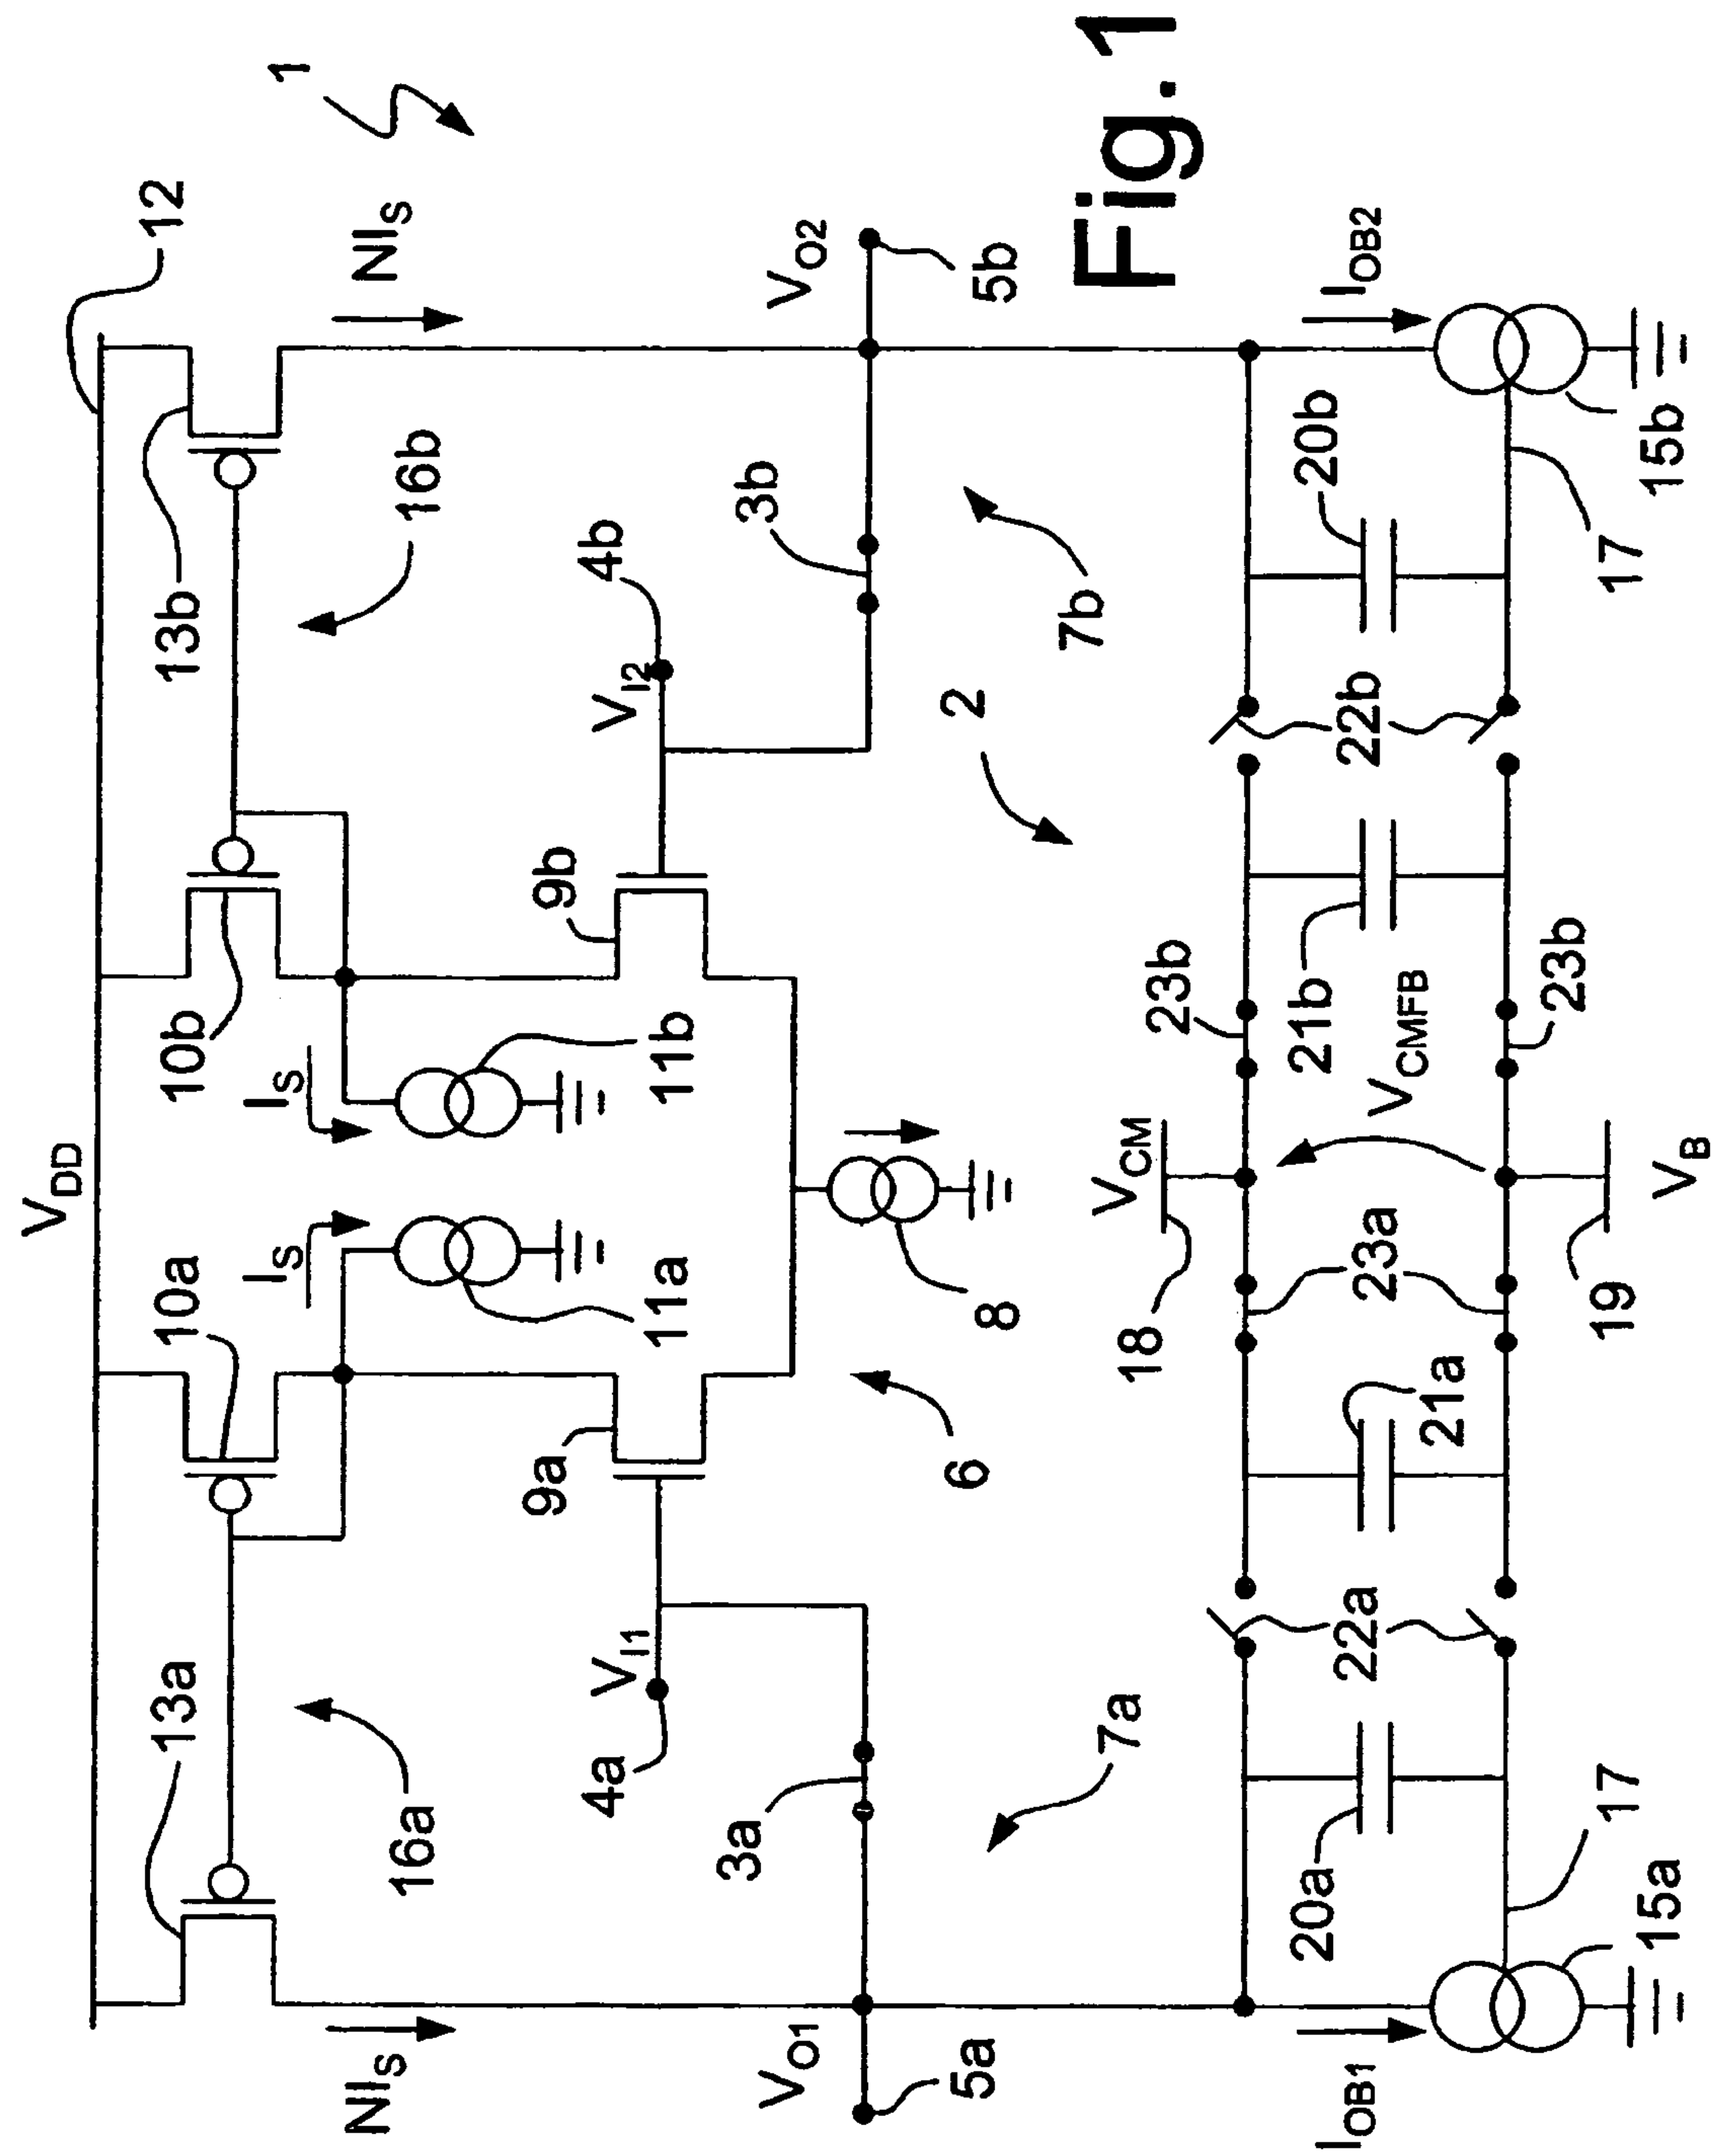 1
12
V_DD
NI_S
NI_S
13a
10a
10b
13b
16a
I_S
I_S
16b
11a
11b
4a
V_I1
9a
9b
V_I2
4b
V_O1
3a
3b
V_O2
5a
6
8
2
7b
5b
7a
18
V_CM
23b
I_OB1
20a
22a
21a
23a
V_CMFB
21b
22b
20b
I_OB2
15a
17
19
V_B
23b
17
15b
Fig.1